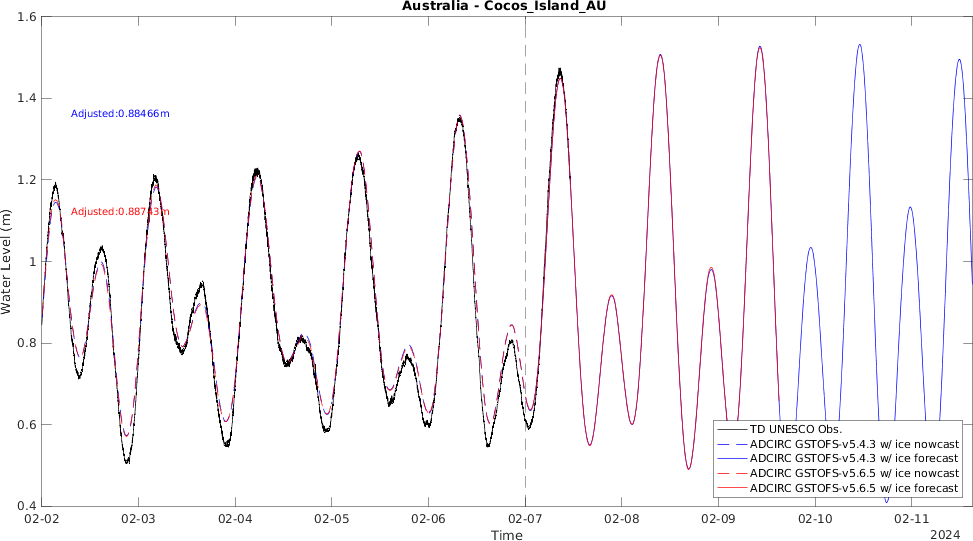 Australia - Cocos_Island_AU
1.6
1.4
1.2
1
0.8
0.6
0.4
Water Level (m)
Adjusted:0.88466m
Adjusted:0.88743m
TD UNESCO Obs.
ADCIRC GSTOFS-v5.4.3 w/ ice nowcast
ADCIRC GSTOFS-v5.4.3 w/ ice forecast
ADCIRC GSTOFS-v5.6.5 w/ ice nowcast
ADCIRC GSTOFS-v5.6.5 w/ ice forecast
02-02 02-03 02-04 02-05 02-06 02-07 02-08 02-09 02-10 02-11
Time
2024